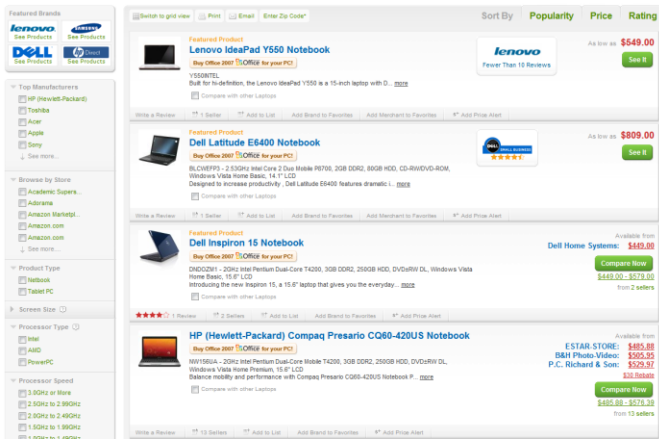 Featured Brands
lenovo
See Products
SAMSUNG
See Products
DELL
See Products
hp Direct
See Products
Top Manufacturers
HP (Hewlett-Packard)
Toshiba
Acer
Apple
Sony
See more...
Browse by Store
Academic Supers...
Adorama
Amazon Marketpl...
Amazon.com
Amazon.com
See more...
Product Type
Netbook
Tablet PC
Screen Size
Processor Type
Intel
AMD
PowerPC
Processor Speed
3.0GHz or More
2.5GHz to 2.99GHz
2.0GHz to 2.49GHz
1.5GHz to 1.99GHz
1.0GHz to 1.49GHz
Switch to grid view Print Email Enter Zip Code*
Sort By Popularity Price Rating
Featured Product
Lenovo IdeaPad Y550 Notebook
Buy Office 2007 Office for your PC!
Y550INTEL
Built for hi-definition, the Lenovo IdeaPad Y550 is a 15-inch laptop with D... more
Compare with other Laptops
lenovo
Fewer Than 10 Reviews
As low as $549.00
See It
Write a Review 1 Seller Add to List Add Brand to Favorites Add Merchant to Favorites Add Price Alert
Featured Product
Dell Latitude E6400 Notebook
Buy Office 2007 Office for your PC!
BLCWEFP3 - 2.53GHz Intel Core 2 Duo Mobile P8700, 2GB DDR2, 80GB HDD, CD-RW/DVD-ROM,
Windows Vista Home Basic, 14.1" LCD
Designed to increase productivity , Dell Latitude E6400 features dramatic i... more
Compare with other Laptops
DELL SMALL BUSINESS
As low as $809.00
See It
Write a Review 1 Seller Add to List Add Brand to Favorites Add Merchant to Favorites Add Price Alert
Featured Product
Dell Inspiron 15 Notebook
Buy Office 2007 Office for your PC!
DNDOZM1 - 2GHz Intel Pentium Dual-Core T4200, 3GB DDR2, 250GB HDD, DVD±RW DL, Windows Vista
Home Basic, 15.6" LCD
Introducing the new Inspiron 15, a 15.6" laptop that gives you the everyday... more
Compare with other Laptops
Available from
Dell Home Systems: $449.00
Compare Now
$449.00 - $579.00
from 2 sellers
1 Review 2 Sellers Add to List Add Brand to Favorites Add Price Alert
HP (Hewlett-Packard) Compaq Presario CQ60-420US Notebook
Buy Office 2007 Office for your PC!
NW156UA - 2GHz Intel Pentium Dual-Core Mobile T4200, 3GB DDR2, 250GB HDD, DVD±RW DL,
Windows Vista Home Premium, 15.6" LCD
Balance mobility and performance with Compaq Presario CQ60-420US Notebook P... more
Compare with other Laptops
Available from
ESTAR-STORE: $485.88
B&H Photo-Video: $505.95
P.C. Richard & Son: $529.97
$30 Rebate
Compare Now
$485.88 - $576.39
from 13 sellers
Write a Review 13 Sellers Add to List Add Brand to Favorites Add Price Alert